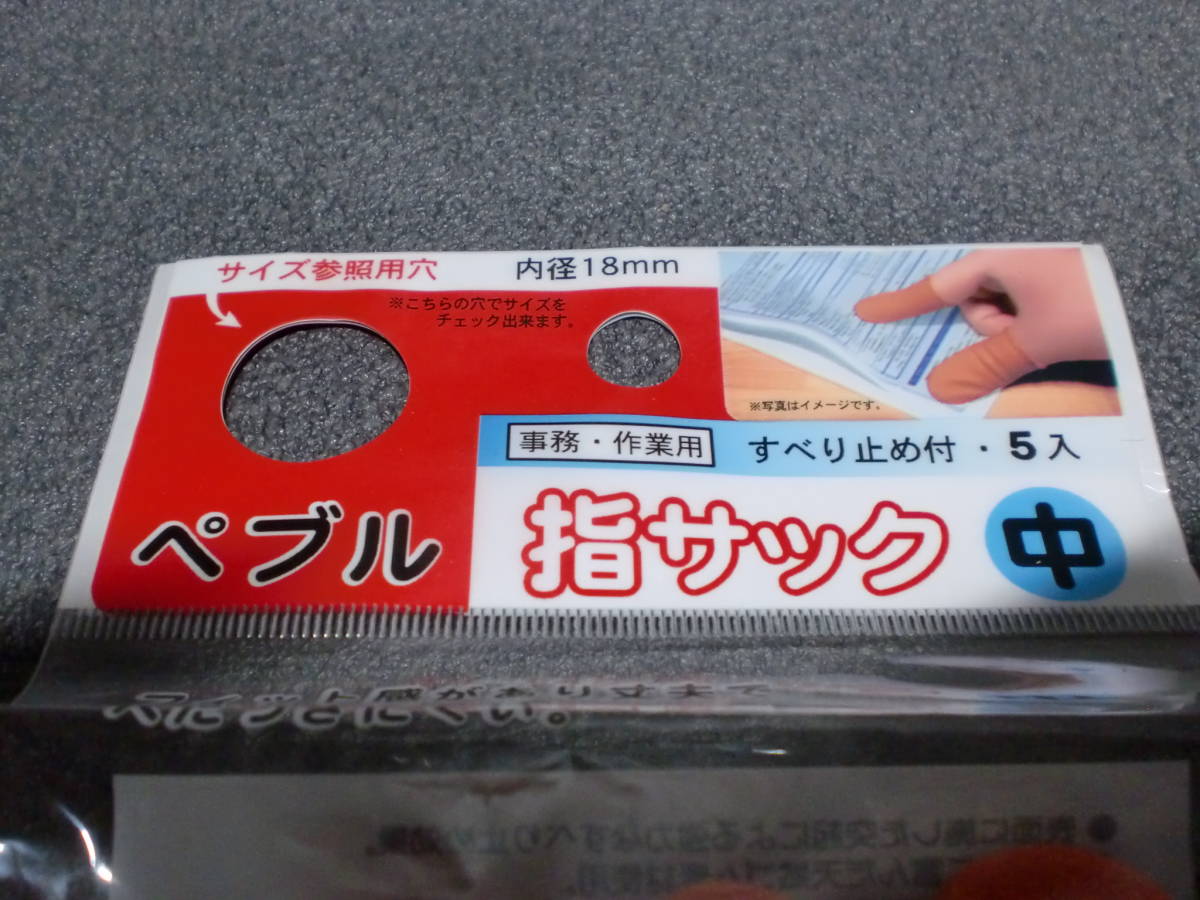 サイズ参照用穴
内径18mm
※こちらの穴でサイズを
チェック出来ます。
※写真はイメージです。
事務・作業用
すべり止め付・5入
ペブル
指サック
中